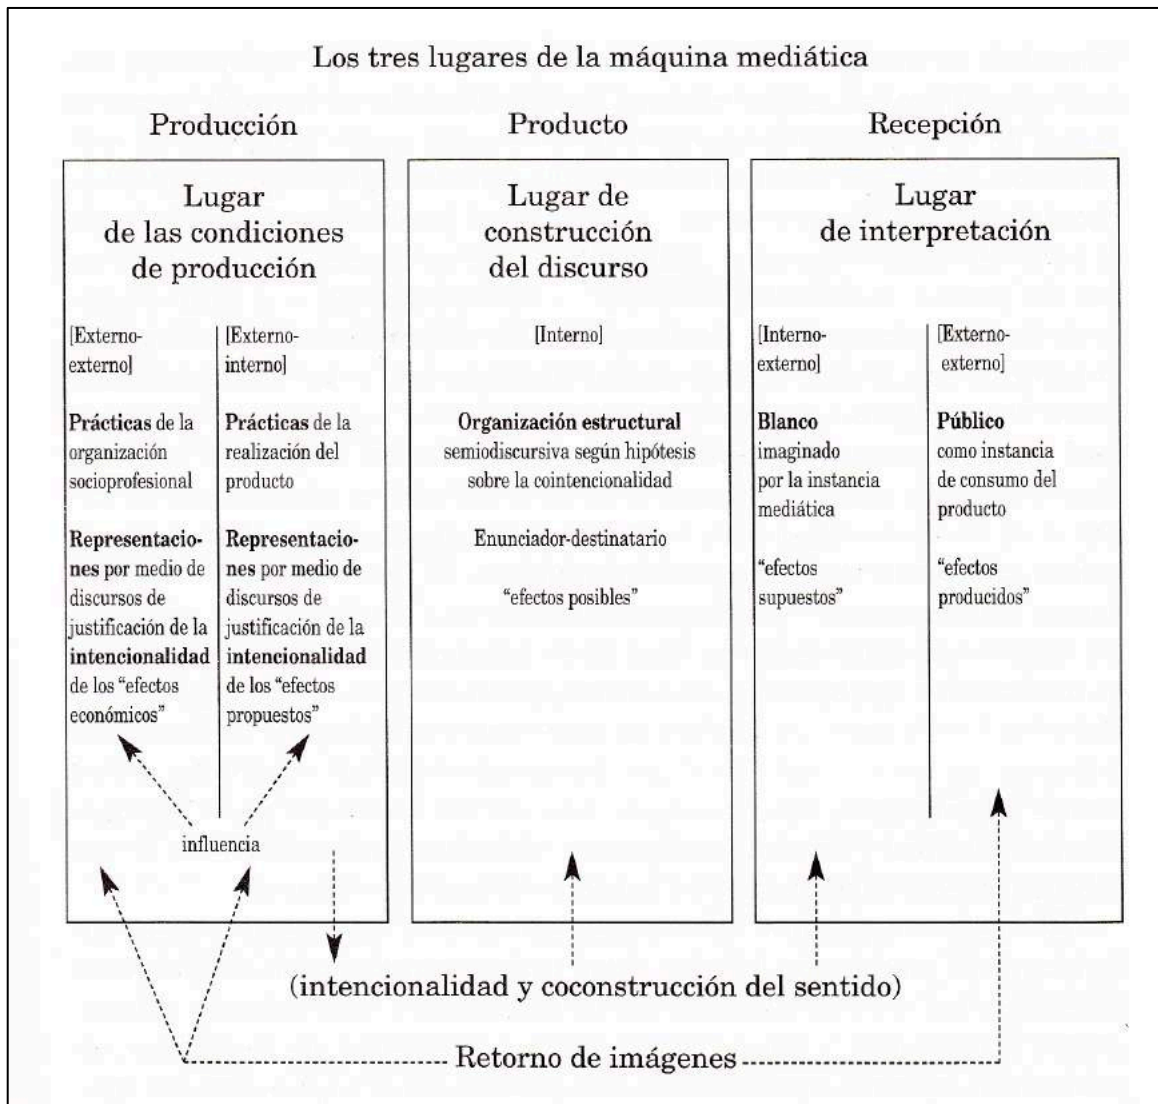 Los tres lugares de la máquina mediática
Producción
Producto
Recepción
Lugar
de las condiciones
de producción
[Externo-
externo]
Prácticas de la
organización
socioprofesional
Representacio-
nes por medio de
discursos de
justificación de la
intencionalidad
de los “efectos
económicos”
[Externo-
interno]
Prácticas de la
realización del
producto
Representacio-
nes por medio de
discursos de
justificación de la
intencionalidad
de los “efectos
propuestos”
influencia
Lugar de
construcción
del discurso
[Interno]
Organización estructural
semiodiscursiva según hipótesis
sobre la cointencionalidad
Enunciador-destinatario
“efectos posibles”
Lugar
de interpretación
[Interno-
externo]
Blanco
imaginado
por la instancia
mediática
“efectos
supuestos”
[Externo-
externo]
Público
como instancia
de consumo del
producto
“efectos
producidos”
(intencionalidad y coconstrucción del sentido)
Retorno de imágenes